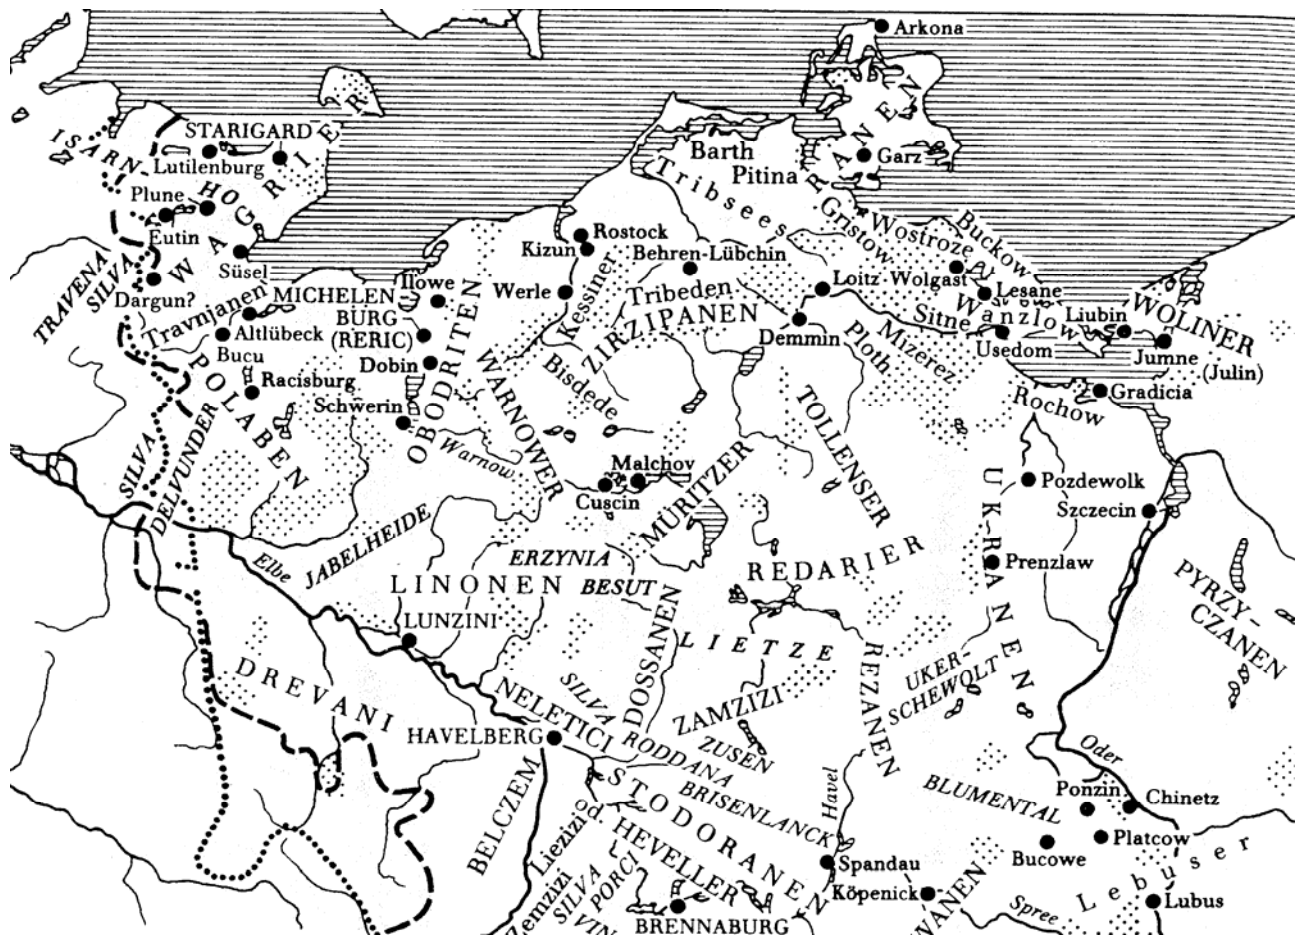 Arkona
RANEN
Garz
STARIGARD
ISARN
HOG
Lutilenburg
WAGRIER
Plune
Eutin
Süsel
Dargun?
TRAVENA
SILVA
Travnjanen
Barth
Pitina
Tribsees
Gristow
Wostroze
Buckow
Rostock
Kizun
Kessiner
Behren-Lübchin
Werle
Tribeden
ZIRZIPANEN
Bisdede
Loitz
Wolgast
Lesane
Wanzlow
Sitne
Usedom
Liubin
WOLINER
Jumne
(Julin)
Demmin
Ploth
Mizerez
Gradicia
Rochow
Ilowe
MICHELEN
BURG
(RERIC)
Dobin
OBODRITEN
Altlübeck
Bucu
Racisburg
POLABEN
Schwerin
Warnow
WARNOWER
Malchov
Cuscin
MÜRITZER
TOLLENSER
UKRANEN
Pozdewolk
Szczecin
Prenzlaw
PYRZY-
CZANEN
SILVA
DELVUNDER
Elbe
JABELHEIDE
LINONEN
LUNZINI
ERZYNIA
BESUT
REDARIER
LIETZE
DOSSANEN
REZANEN
UKER-
SCHEWOLT
DREVANI
HAVELBERG
NELETICI
SILVA
RODDANA
ZAMZIZI
ZUSEN
BRISENLANCK
Havel
BELCZEM
Liezizi
Zemzizi
STODORANEN
od. HEVELLER
SILVA
PORCI
BRENNABURG
Spandau
Köpenick
BLUMENTAL
Oder
Ponzin
Chinetz
Platcow
Bucowe
Lebuser
Lubus
Spree